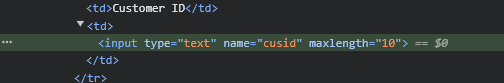 <td>Customer ID</td>
▼<td>
··· <input type="text" name="cusid" maxlength="10"> == $0
</td>
</tr>